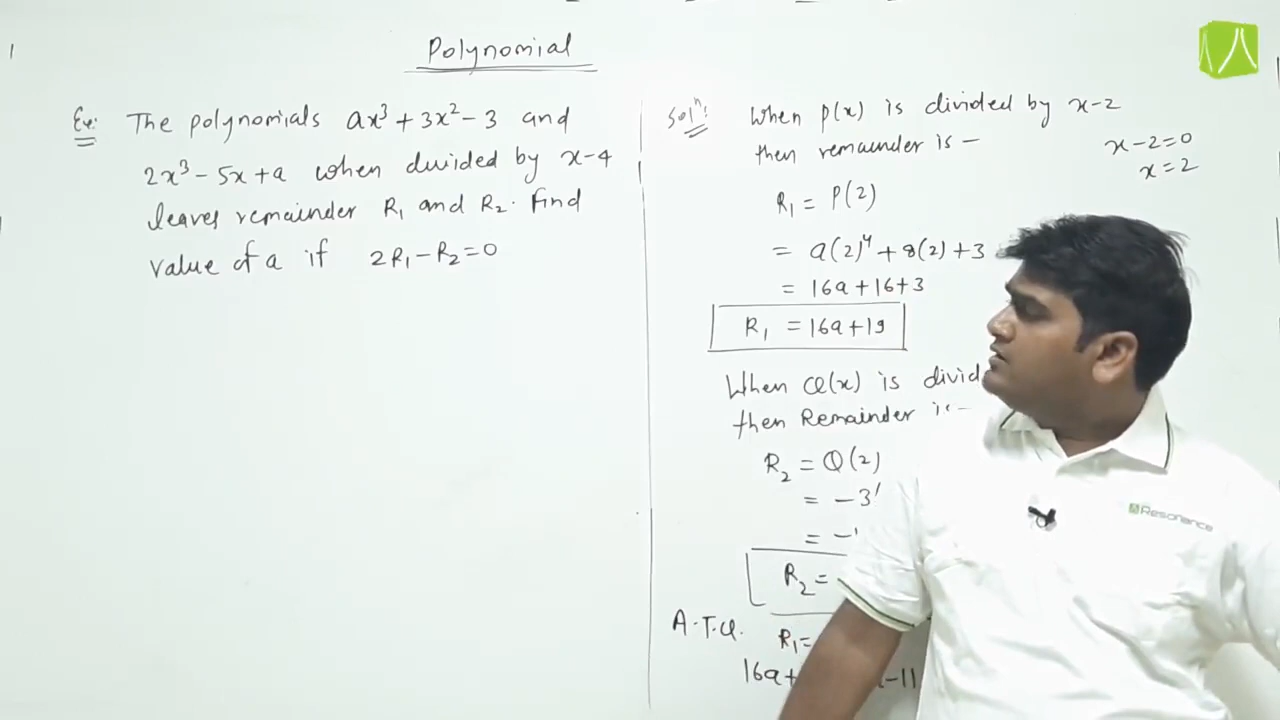 Polynomial
Ex: The polynomials ax³ + 3x² - 3 and
2x³ - 5x + a when divided by x-4
leaves remainder R₁ and R₂. Find
value of a if 2R₁ - R₂ = 0
Solⁿ: When p(x) is divided by x-2
then remainder is –
x-2=0
x=2
R₁ = P(2)
= a(2)⁴ + 8(2) + 3
= 16a + 16 + 3
R₁ = 16a + 19
When Q(x) is
then Remainder is –
R₂ = Q(2)
= -3
= -
R₂ =
A.T.Q. R₁ =
16a+ -11
Resonance